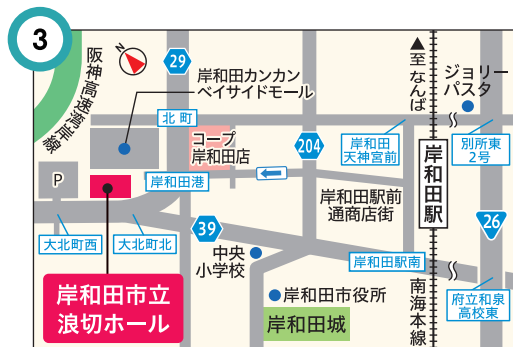 3
阪神高速湾岸線
N
29
岸和田カンカン
ベイサイドモール
▲至 なんば
ジョリー
パスタ
北町
コープ
岸和田店
204
岸和田
天神宮前
岸和田駅
別所東
2号
P
岸和田港
岸和田駅前
通商店街
26
大北町西
大北町北
39
中央
小学校
岸和田駅南
岸和田市立
浪切ホール
岸和田市役所
岸和田城
南海本線
府立和泉
高校東